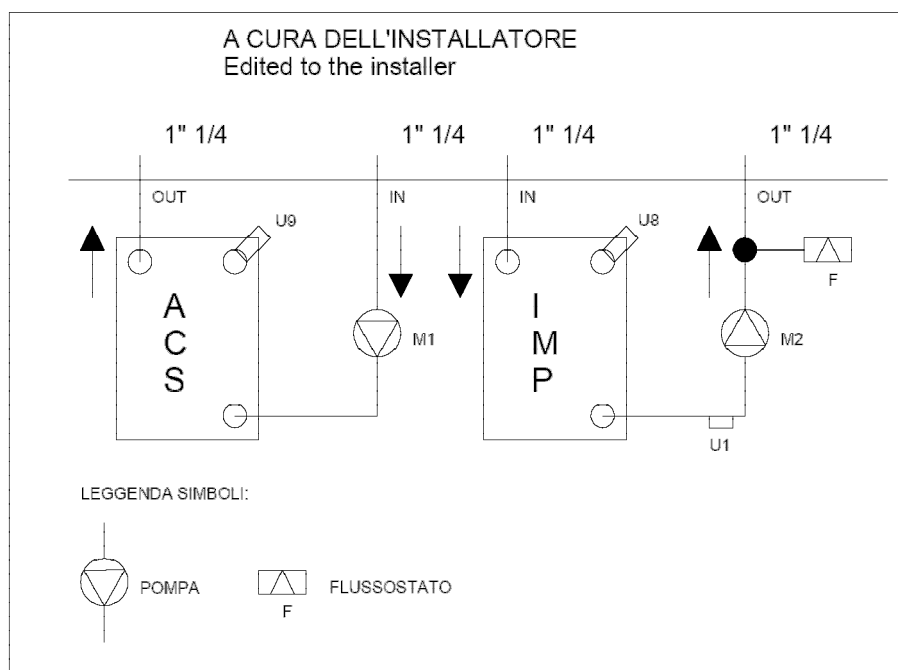 A CURA DELL'INSTALLATORE
Edited to the installer
1" 1/4 1" 1/4 1" 1/4 1" 1/4
OUT IN IN OUT
U9 U8
F
A
C
S
I
M
P
M1 M2
U1
LEGGENDA SIMBOLI:
POMPA FLUSSOSTATO
F